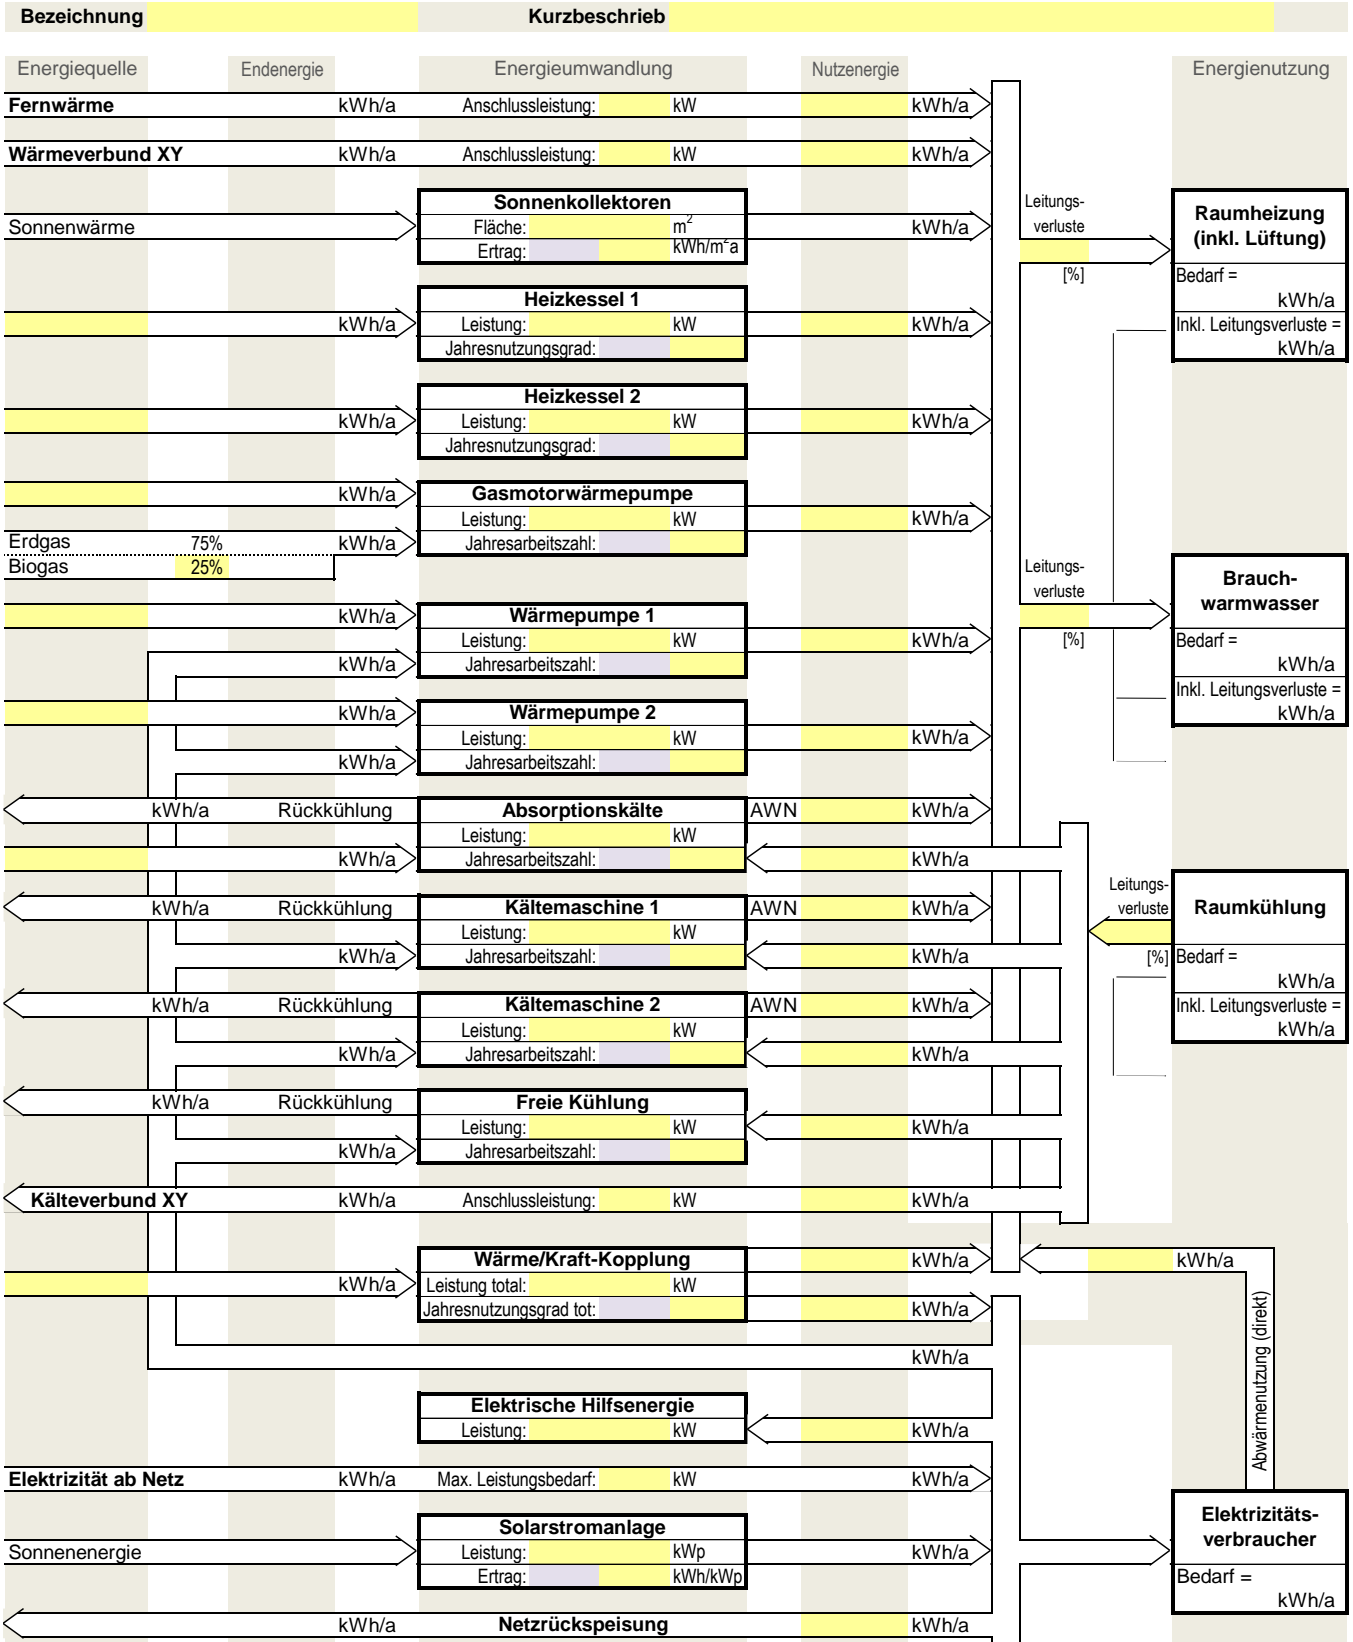 Bezeichnung Kurzbeschrieb
Energiequelle Endenergie Energieumwandlung Nutzenergie Energienutzung
Fernwärme kWh/a Anschlussleistung: kW kWh/a
Wärmeverbund XY kWh/a Anschlussleistung: kW kWh/a
Sonnenkollektoren
Sonnenwärme Fläche: m² kWh/a
Ertrag: kWh/m²a
Leitungs-
verluste
[%]
Raumheizung
(inkl. Lüftung)
Bedarf =
kWh/a
Inkl. Leitungsverluste =
kWh/a
Heizkessel 1
kWh/a Leistung: kW kWh/a
Jahresnutzungsgrad:
Heizkessel 2
kWh/a Leistung: kW kWh/a
Jahresnutzungsgrad:
kWh/a Gasmotorwärmepumpe
Leistung: kW kWh/a
Erdgas 75% kWh/a Jahresarbeitszahl:
Biogas 25%
Leitungs-
verluste
[%]
Brauch-
warmwasser
Bedarf =
kWh/a
Inkl. Leitungsverluste =
kWh/a
kWh/a Wärmepumpe 1
Leistung: kW kWh/a
kWh/a Jahresarbeitszahl:
kWh/a Wärmepumpe 2
Leistung: kW kWh/a
kWh/a Jahresarbeitszahl:
kWh/a Rückkühlung Absorptionskälte AWN kWh/a
Leistung: kW
kWh/a Jahresarbeitszahl: kWh/a
kWh/a Rückkühlung Kältemaschine 1 AWN kWh/a
Leistung: kW
kWh/a Jahresarbeitszahl: kWh/a
Leitungs-
verluste
[%]
Raumkühlung
Bedarf =
kWh/a
Inkl. Leitungsverluste =
kWh/a
kWh/a Rückkühlung Kältemaschine 2 AWN kWh/a
Leistung: kW
kWh/a Jahresarbeitszahl: kWh/a
kWh/a Rückkühlung Freie Kühlung
Leistung: kW kWh/a
kWh/a Jahresarbeitszahl:
Kälteverbund XY kWh/a Anschlussleistung: kW kWh/a
Wärme/Kraft-Kopplung kWh/a kWh/a
kWh/a Leistung total: kW
Jahresnutzungsgrad tot: kWh/a
Abwärmenutzung (direkt)
kWh/a
Elektrische Hilfsenergie
Leistung: kW kWh/a
Elektrizität ab Netz kWh/a Max. Leistungsbedarf: kW kWh/a
Solarstromanlage
Sonnenenergie Leistung: kWp kWh/a
Ertrag: kWh/kWp
Elektrizitäts-
verbraucher
Bedarf =
kWh/a
kWh/a Netzrückspeisung kWh/a